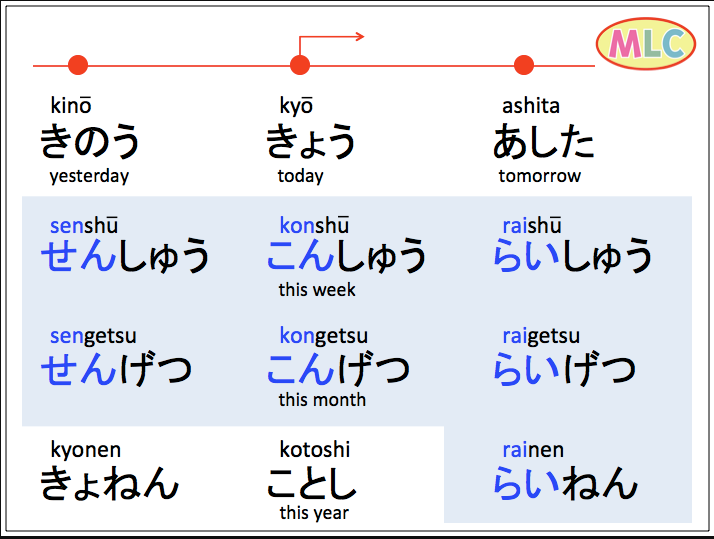 MLC
kinō kyō ashita
きのう きょう あした
yesterday today tomorrow
senshū konshū raishū
せんしゅう こんしゅう らいしゅう
this week
sengetsu kongetsu raigetsu
せんげつ こんげつ らいげつ
this month
kyonen kotoshi rainen
きょねん ことし らいねん
this year